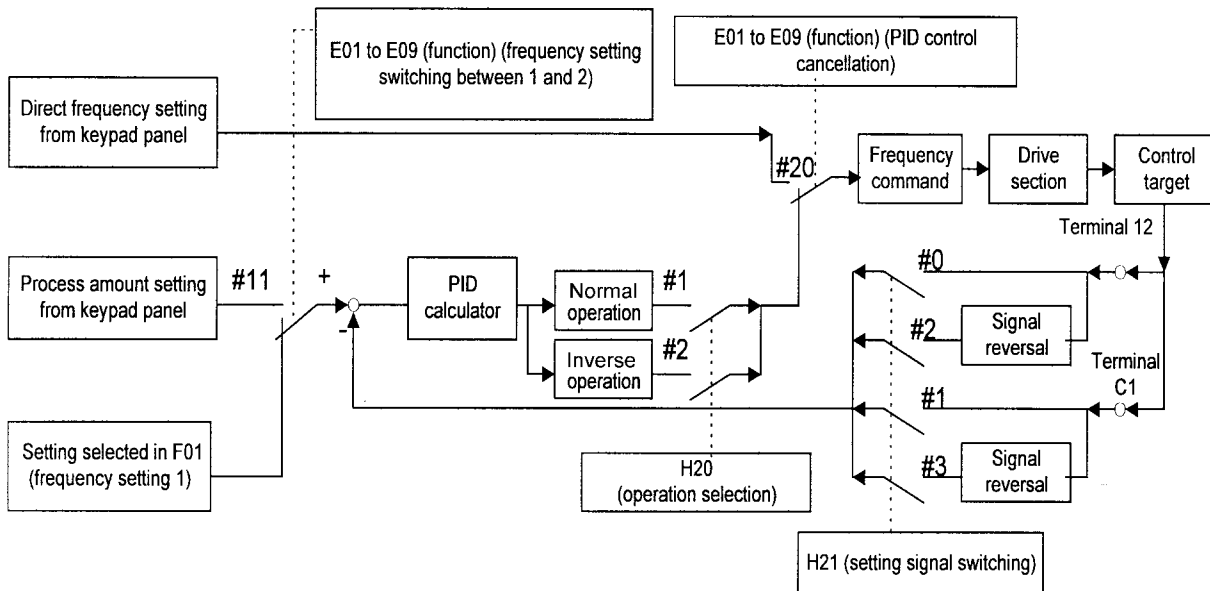 E01 to E09 (function) (frequency setting
switching between 1 and 2)
E01 to E09 (function) (PID control
cancellation)
Direct frequency setting
from keypad panel
#20
Frequency
command
Drive
section
Control
target
Terminal 12
Process amount setting
from keypad panel
#11
+
-
PID
calculator
Normal
operation
#1
Inverse
operation
#2
#0
#2
Signal
reversal
Terminal
C1
#1
#3
Signal
reversal
Setting selected in F01
(frequency setting 1)
H20
(operation selection)
H21 (setting signal switching)